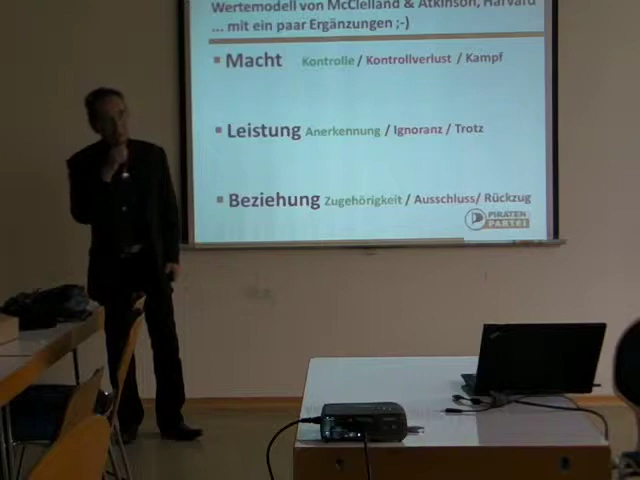 Wertemodell von McClelland & Atkinson, Harvard
... mit ein paar Ergänzungen ;-)
▪ Macht Kontrolle / Kontrollverlust / Kampf
▪ Leistung Anerkennung / Ignoranz / Trotz
▪ Beziehung Zugehörigkeit / Ausschluss/ Rückzug
PIRATEN
PARTEI